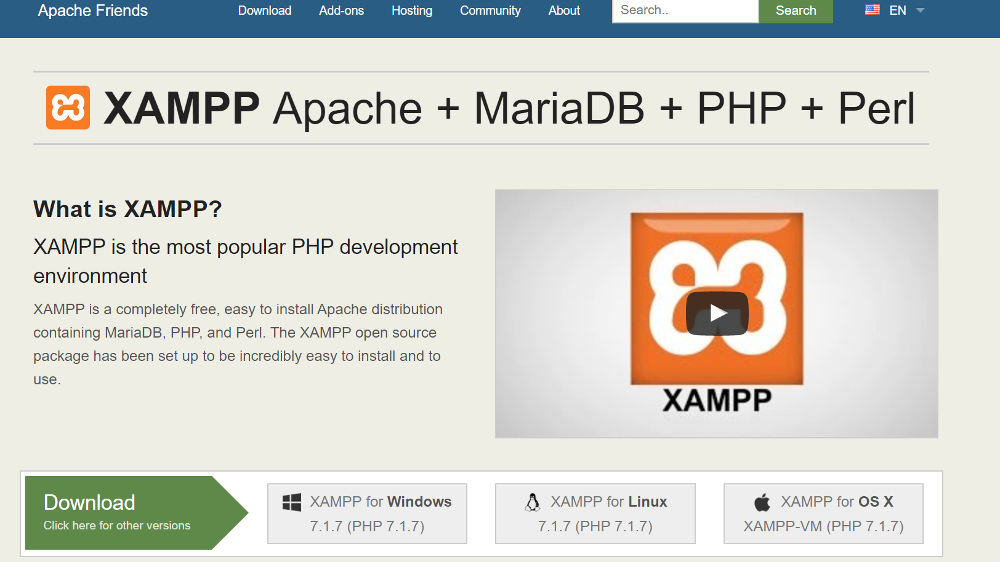 Apache Friends Download Add-ons Hosting Community About Search.. Search EN
XAMPP Apache + MariaDB + PHP + Perl
What is XAMPP?
XAMPP is the most popular PHP development
environment
XAMPP is a completely free, easy to install Apache distribution
containing MariaDB, PHP, and Perl. The XAMPP open source
package has been set up to be incredibly easy to install and to
use.
XAMPP
Download
Click here for other versions
XAMPP for Windows
7.1.7 (PHP 7.1.7)
XAMPP for Linux
7.1.7 (PHP 7.1.7)
XAMPP for OS X
XAMPP-VM (PHP 7.1.7)